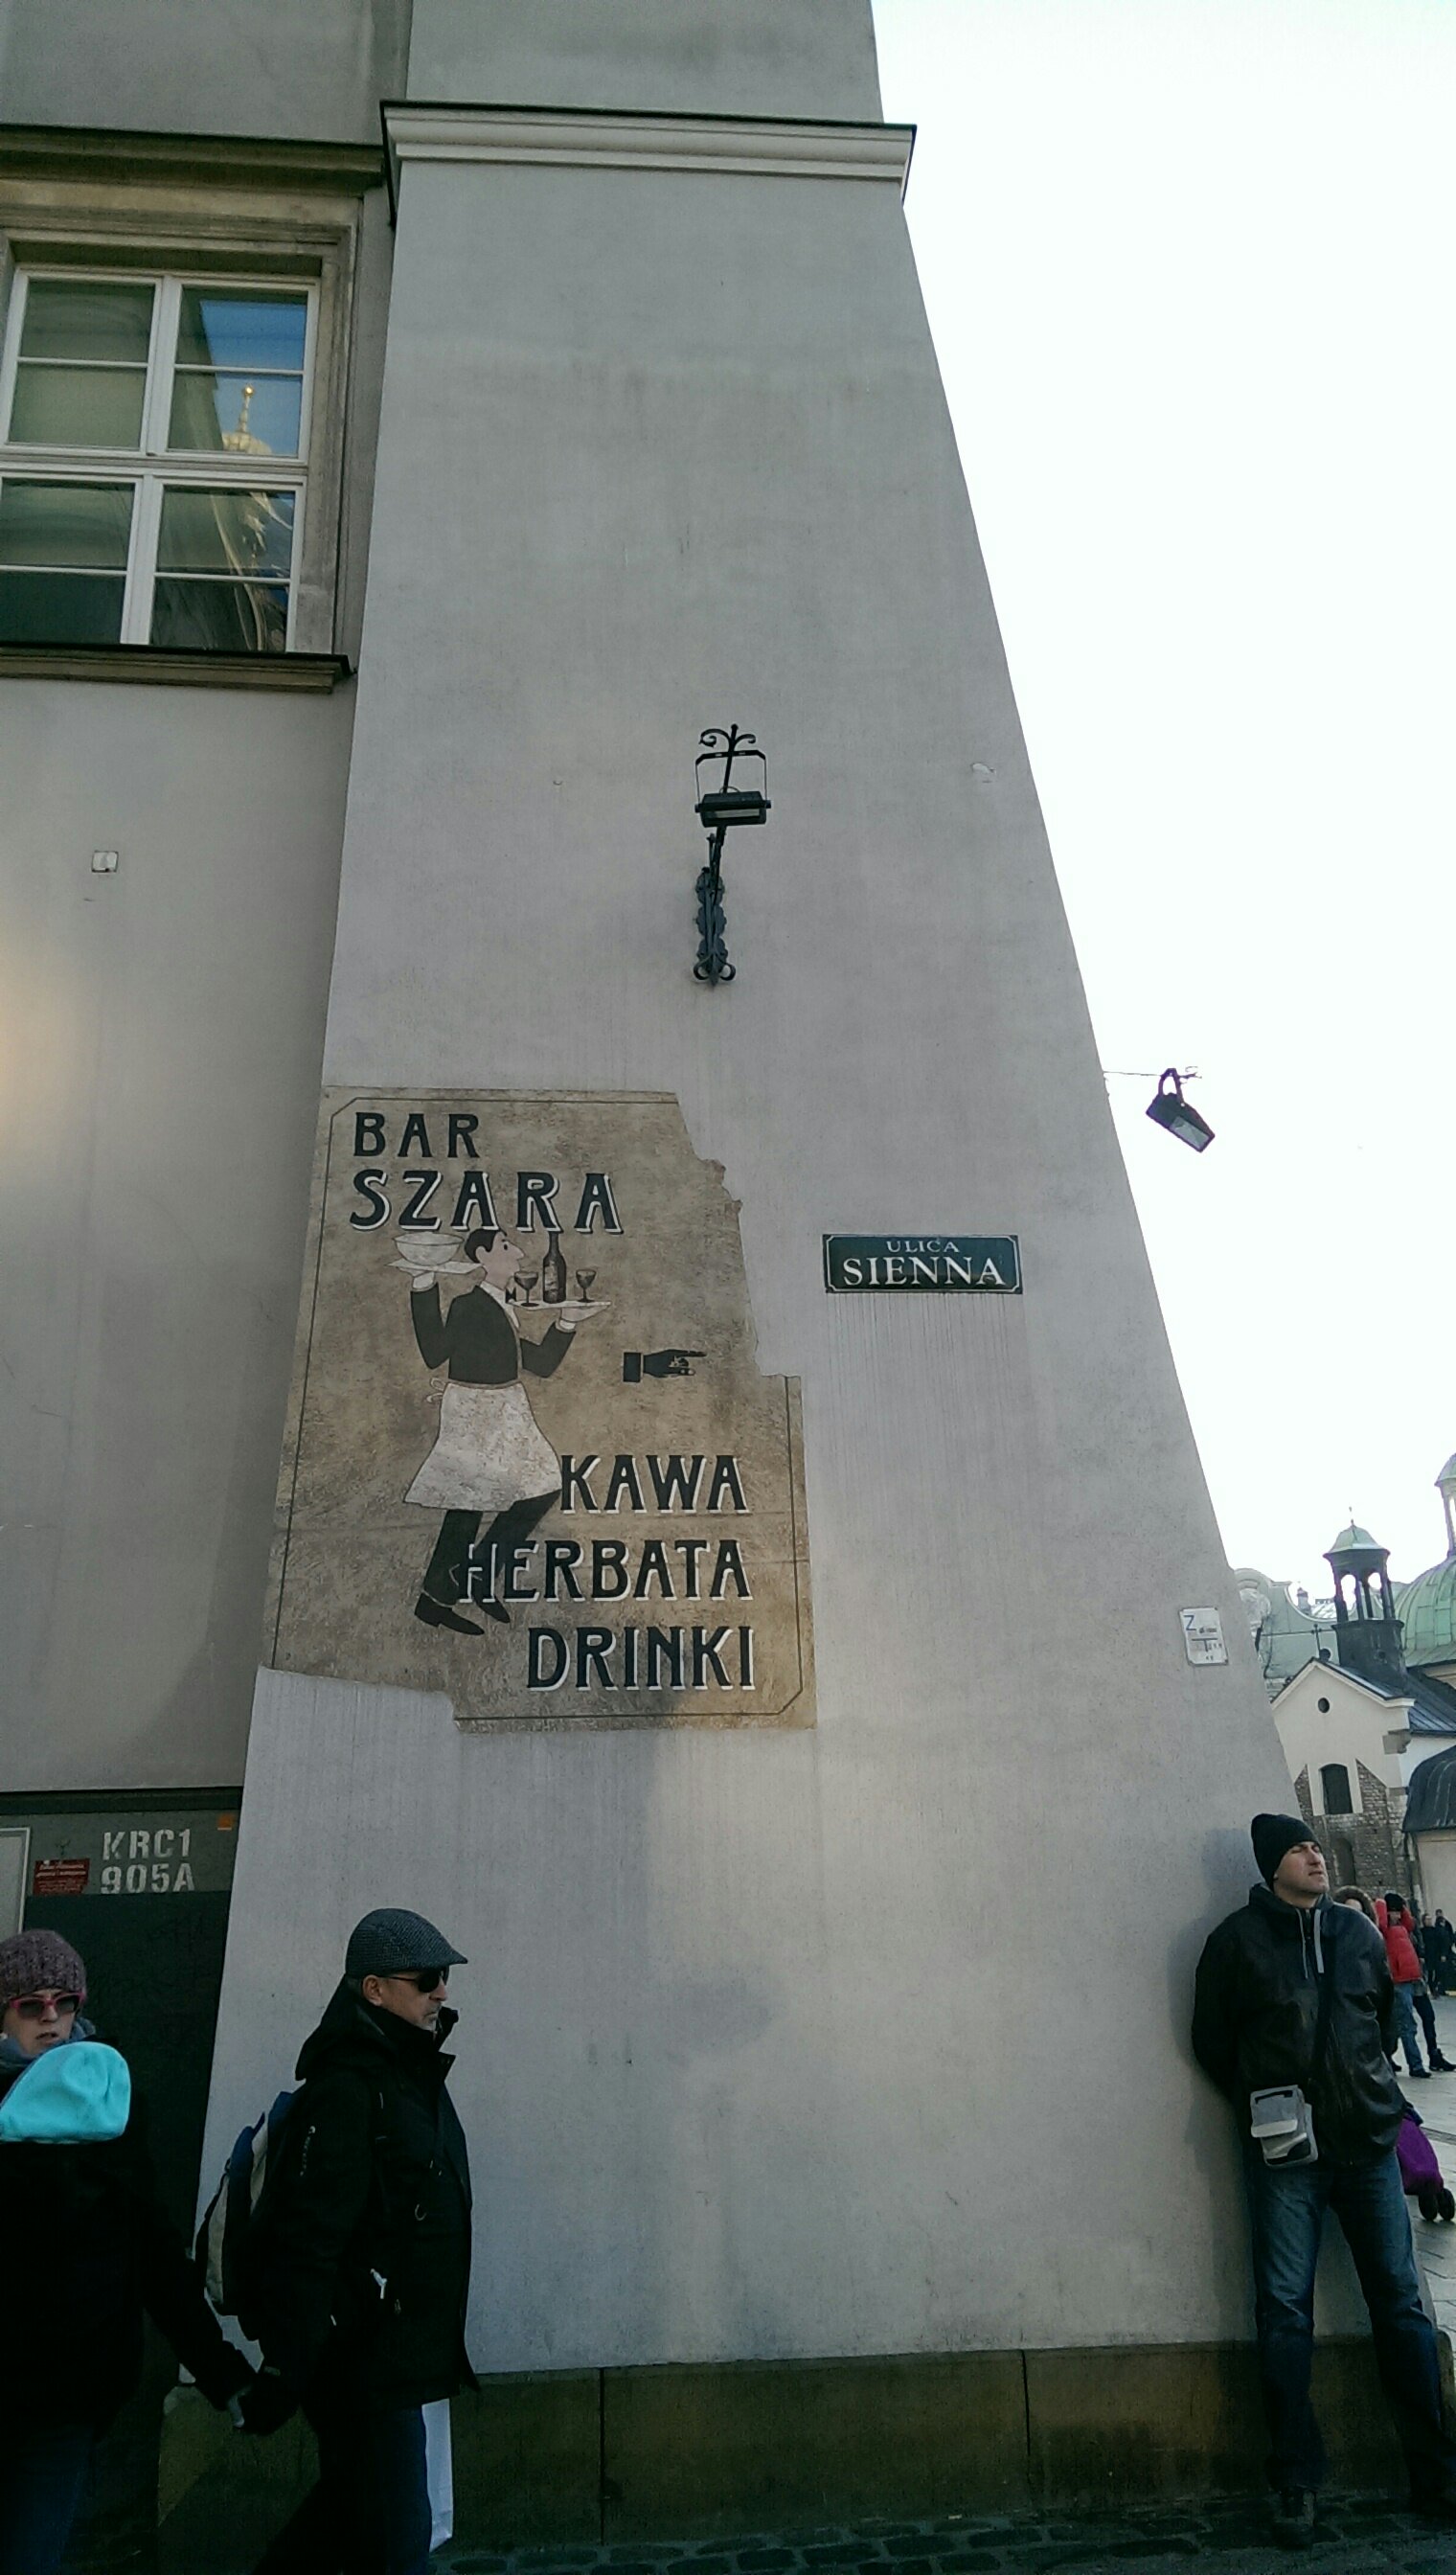 BAR
SZARA
ULICA
SIENNA
KAWA
HERBATA
DRINKI
Z
KRC1
905A